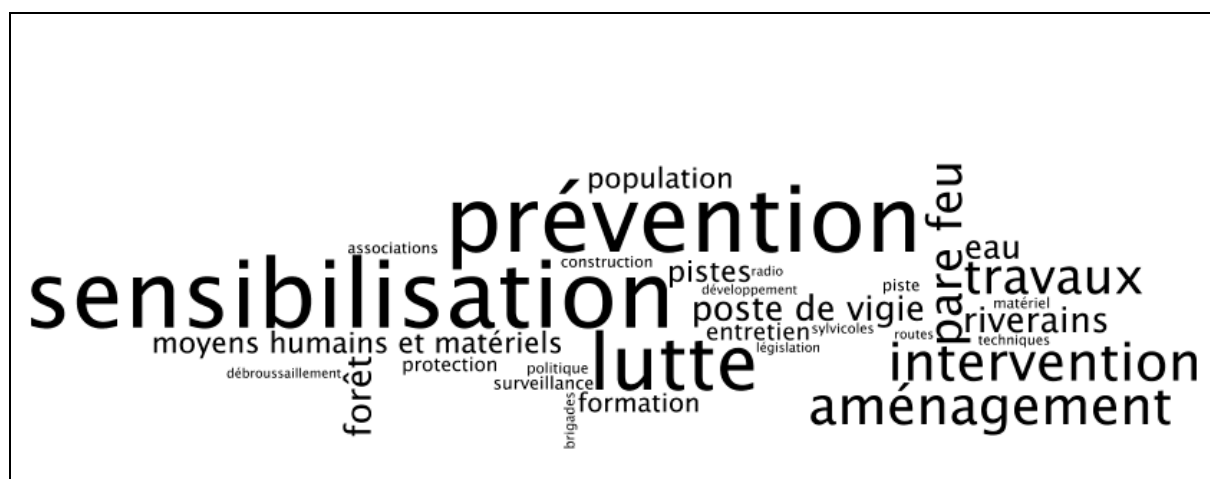 population
prévention
pare feu
associations
eau
construction
sensibilisation
pistes
radio
travaux
développement
piste
poste de vigie
matériel
riverains
entretien
sylvicoles
routes
techniques
moyens humains et matériels
lutte
législation
intervention
protection
politique
débroussaillement
forêt
surveillance
formation
aménagement
brigades